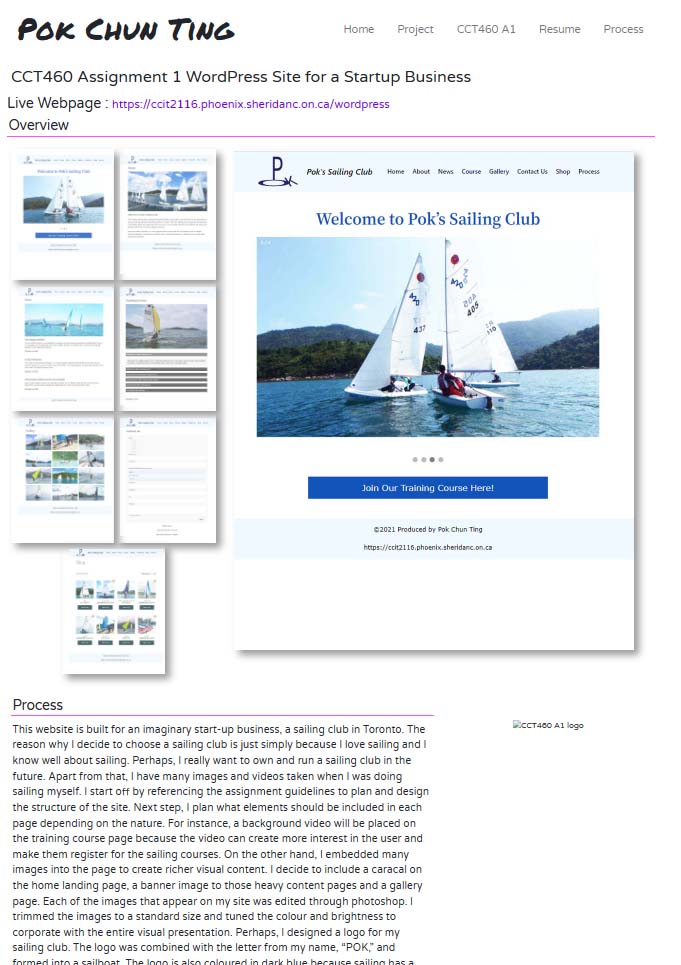 Pok Chun Ting
Home Project CCT460 A1 Resume Process
CCT460 Assignment 1 WordPress Site for a Startup Business
Live Webpage : https://ccit2116.phoenix.sheridanc.on.ca/wordpress
Overview
Pok's Sailing Club Home About News Course Gallery Contact Us Shop Process
Welcome to Pok's Sailing Club
437
405
Join Our Training Course Here!
©2021 Produced by Pok Chun Ting
https://ccit2116.phoenix.sheridanc.on.ca
Process
CCT460 A1 logo
This website is built for an imaginary start-up business, a sailing club in Toronto. The
reason why I decide to choose a sailing club is just simply because I love sailing and I
know well about sailing. Perhaps, I really want to own and run a sailing club in the
future. Apart from that, I have many images and videos taken when I was doing
sailing myself. I start off by referencing the assignment guidelines to plan and design
the structure of the site. Next step, I plan what elements should be included in each
page depending on the nature. For instance, a background video will be placed on
the training course page because the video can create more interest in the user and
make them register for the sailing courses. On the other hand, I embedded many
images into the page to create richer visual content. I decide to include a caracal on
the home landing page, a banner image to those heavy content pages and a gallery
page. Each of the images that appear on my site was edited through photoshop. I
trimmed the images to a standard size and tuned the colour and brightness to
corporate with the entire visual presentation. Perhaps, I designed a logo for my
sailing club. The logo was combined with the letter from my name, “POK,” and
formed into a sailboat. The logo is also coloured in dark blue because sailing has a